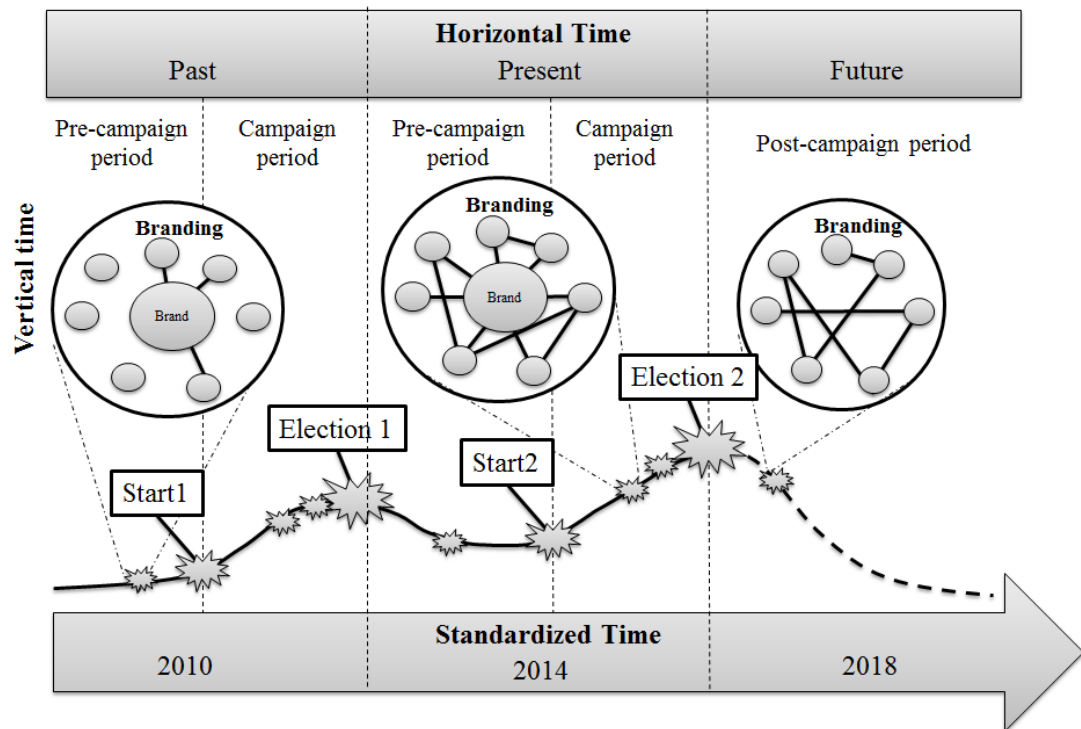 Horizontal Time
Past
Present
Future
Pre-campaign
period
Campaign
period
Pre-campaign
period
Campaign
period
Post-campaign period
Vertical time
Branding
Brand
Branding
Brand
Branding
Election 1
Election 2
Start1
Start2
Standardized Time
2010
2014
2018